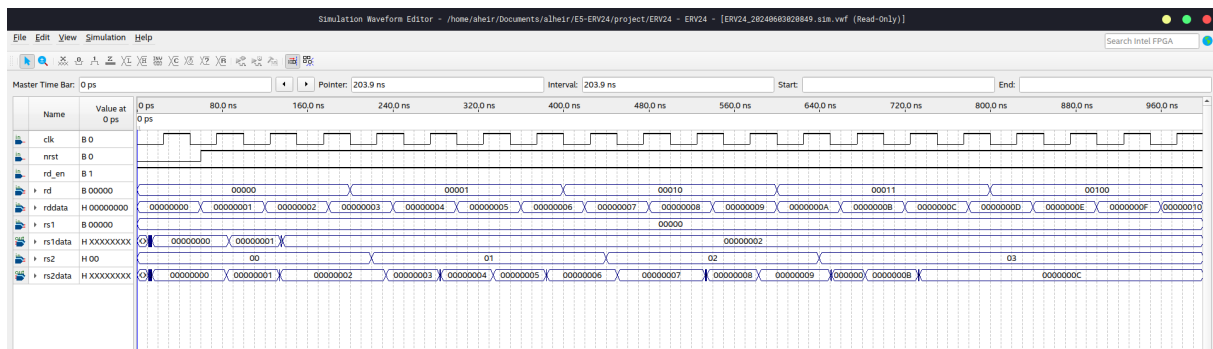 Simulation Waveform Editor - /home/aheir/Documents/alheir/E5-ERV24/project/ERV24 - ERV24 - [ERV24_20240603020849.sim.vwf (Read-Only)]
File Edit View Simulation Help
Search Intel FPGA
Master Time Bar: 0 ps Pointer: 203.9 ns Interval: 203.9 ns Start: End:
Name Value at 0 ps
0 ps 80.0 ns 160.0 ns 240.0 ns 320.0 ns 400.0 ns 480.0 ns 560.0 ns 640.0 ns 720.0 ns 800.0 ns 880.0 ns 960.0 ns
0 ps
clk B 0
nrst B 0
rd_en B 1
rd B 00000 00000 00001 00010 00011 00100
rddata H 00000000 00000000 00000001 00000002 00000003 00000004 00000005 00000006 00000007 00000008 00000009 0000000A 0000000B 0000000C 0000000D 0000000E 0000000F 00000010
rs1 B 00000 00000
rs1data H XXXXXXXX 00000000 00000001 00000002
rs2 H 00 00 01 02 03
rs2data H XXXXXXXX 00000000 00000001 00000002 00000003 00000004 00000005 00000006 00000007 00000008 00000009 0000000B 0000000C